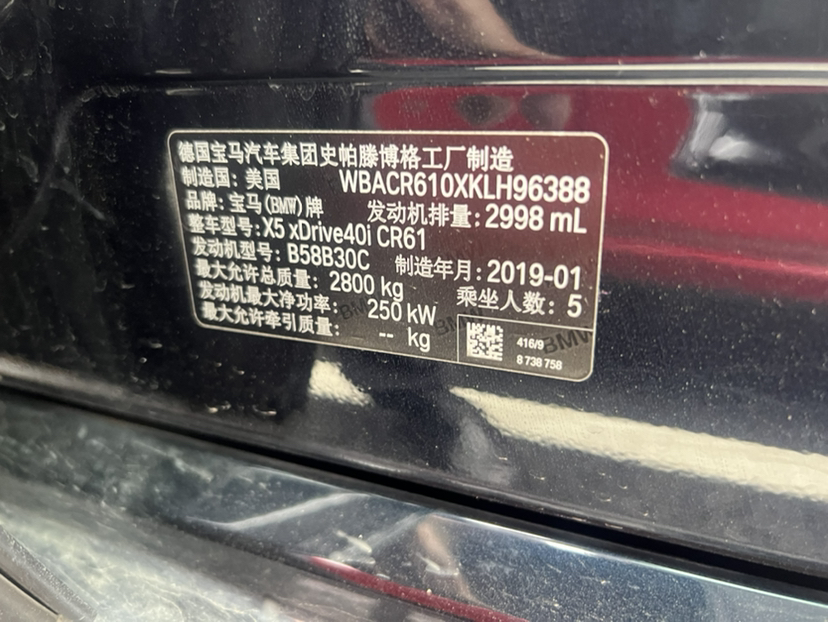 德国宝马汽车集团史帕滕博格工厂制造
制造国: 美国 WBACR610XKLH96388
品牌: 宝马(BMW)牌 发动机排量: 2998 mL
整车型号: X5 xDrive40i CR61
发动机型号: B58B30C 制造年月: 2019-01
最大允许总质量: 2800 kg 乘坐人数: 5
发动机最大净功率: 250 kW
最大允许牵引质量: -- kg
416/9
8 738 758
BMW
BMW
BMW